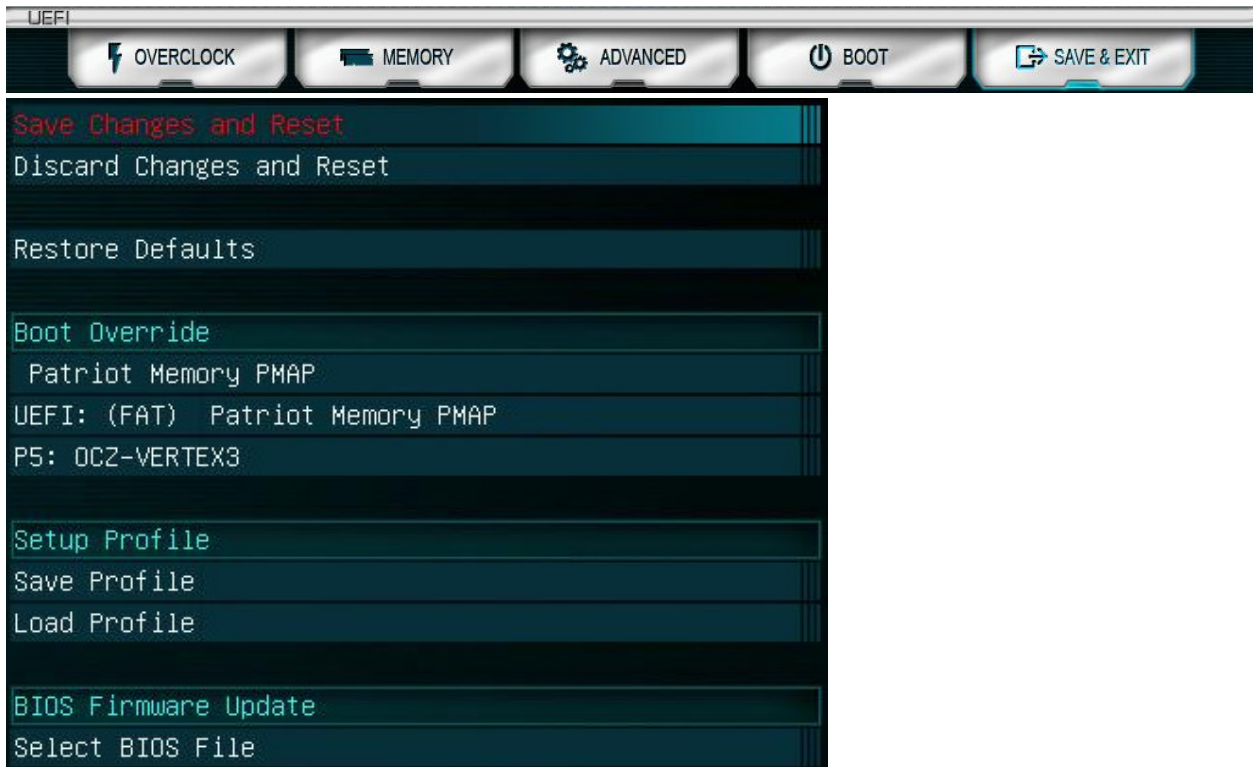 UEFI
OVERCLOCK MEMORY ADVANCED BOOT SAVE & EXIT
Save Changes and Reset
Discard Changes and Reset
Restore Defaults
Boot Override
Patriot Memory PMAP
UEFI: (FAT) Patriot Memory PMAP
P5: OCZ-VERTEX3
Setup Profile
Save Profile
Load Profile
BIOS Firmware Update
Select BIOS File